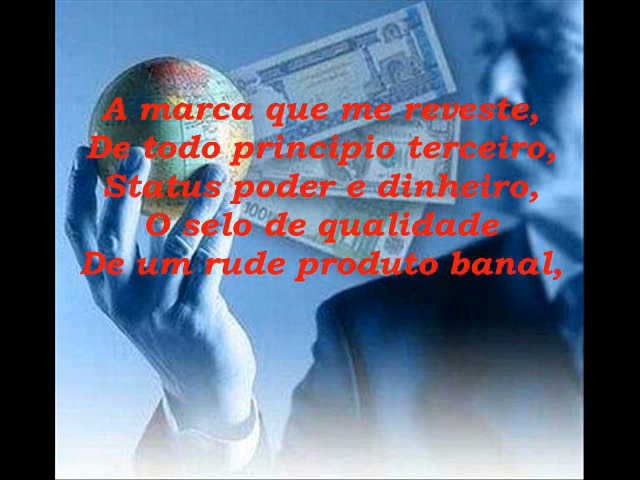 A marca que me reveste,
De todo principio terceiro,
Status poder e dinheiro,
O selo de qualidade
De um rude produto banal,